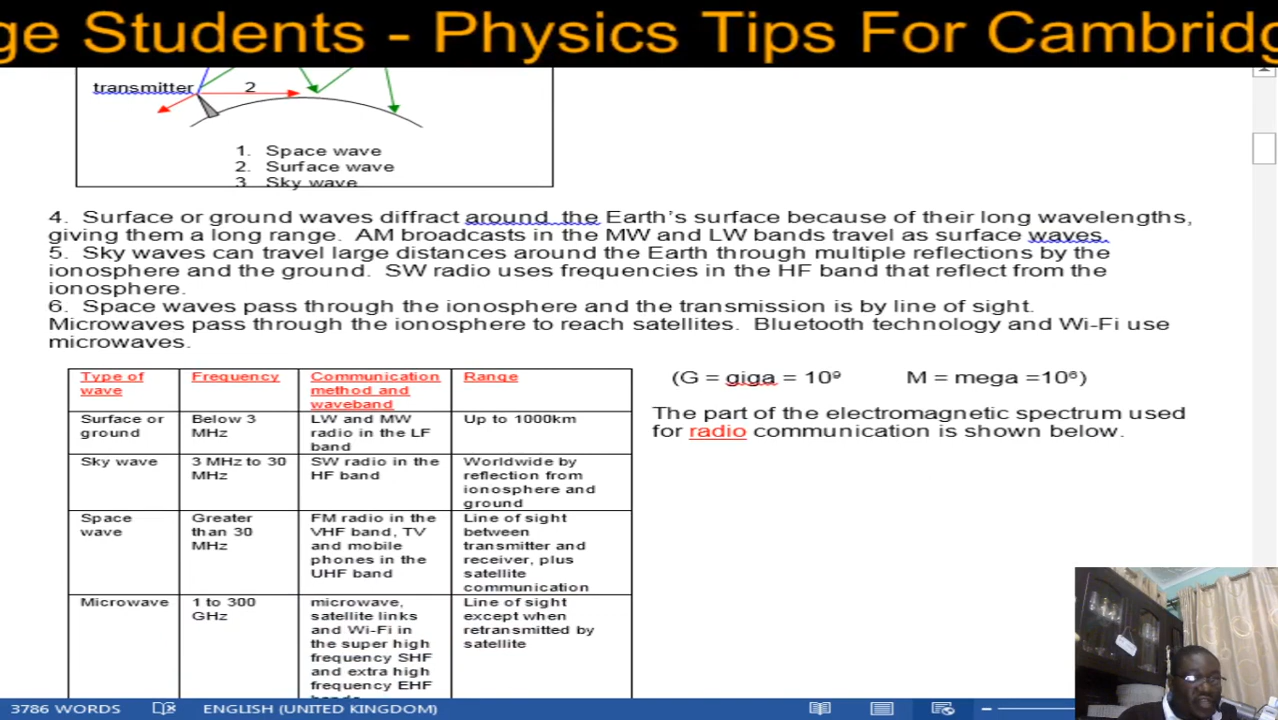 ge Students - Physics Tips For Cambridg
transmitter
2
1. Space wave
2. Surface wave
3 Sky wave
4. Surface or ground waves diffract around the Earth's surface because of their long wavelengths,
giving them a long range. AM broadcasts in the MW and LW bands travel as surface waves.
5. Sky waves can travel large distances around the Earth through multiple reflections by the
ionosphere and the ground. SW radio uses frequencies in the HF band that reflect from the
ionosphere.
6. Space waves pass through the ionosphere and the transmission is by line of sight.
Microwaves pass through the ionosphere to reach satellites. Bluetooth technology and Wi-Fi use
microwaves.
Type of
wave
Frequency
Communication
method and
waveband
Range
Surface or
ground
Below 3
MHz
LW and MW
radio in the LF
band
Up to 1000km
Sky wave
3 MHz to 30
MHz
SW radio in the
HF band
Worldwide by
reflection from
ionosphere and
ground
Space
wave
Greater
than 30
MHz
FM radio in the
VHF band, TV
and mobile
phones in the
UHF band
Line of sight
between
transmitter and
receiver, plus
satellite
communication
Microwave
1 to 300
GHz
microwave,
satellite links
and Wi-Fi in
the super high
frequency SHF
and extra high
frequency EHF
bands
Line of sight
except when
retransmitted by
satellite
(G = giga = 10⁹ M = mega =10⁶)
The part of the electromagnetic spectrum used
for radio communication is shown below.
3786 WORDS ENGLISH (UNITED KINGDOM)